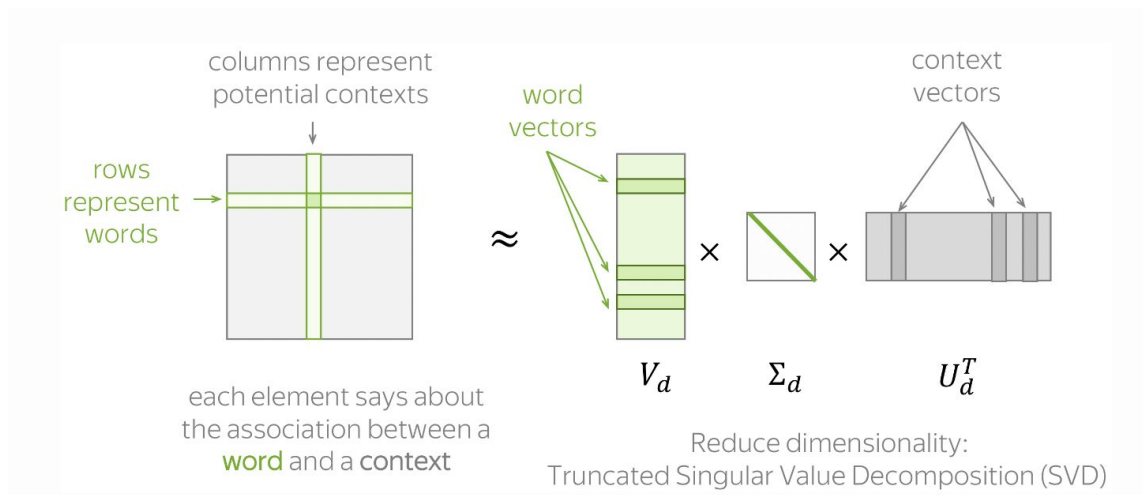 columns represent
potential contexts
rows
represent
words
each element says about
the association between a
word and a context
≈
word
vectors
×
×
context
vectors
V_d
Σ_d
U_d^T
Reduce dimensionality:
Truncated Singular Value Decomposition (SVD)